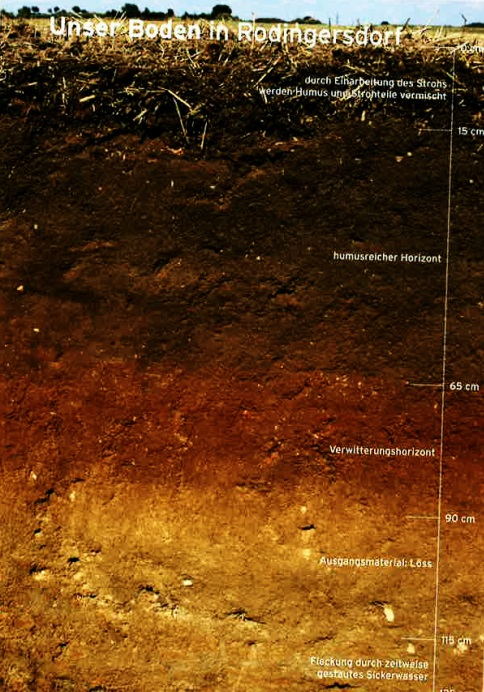 Unser Boden in Rodingersdorf
durch Einarbeitung des Strohs
werden Humus und Strohteile vermischt
15 cm
humusreicher Horizont
65 cm
Verwitterungshorizont
90 cm
Ausgangsmaterial: Löss
115 cm
Fleckung durch zeitweise
gestautes Sickerwasser